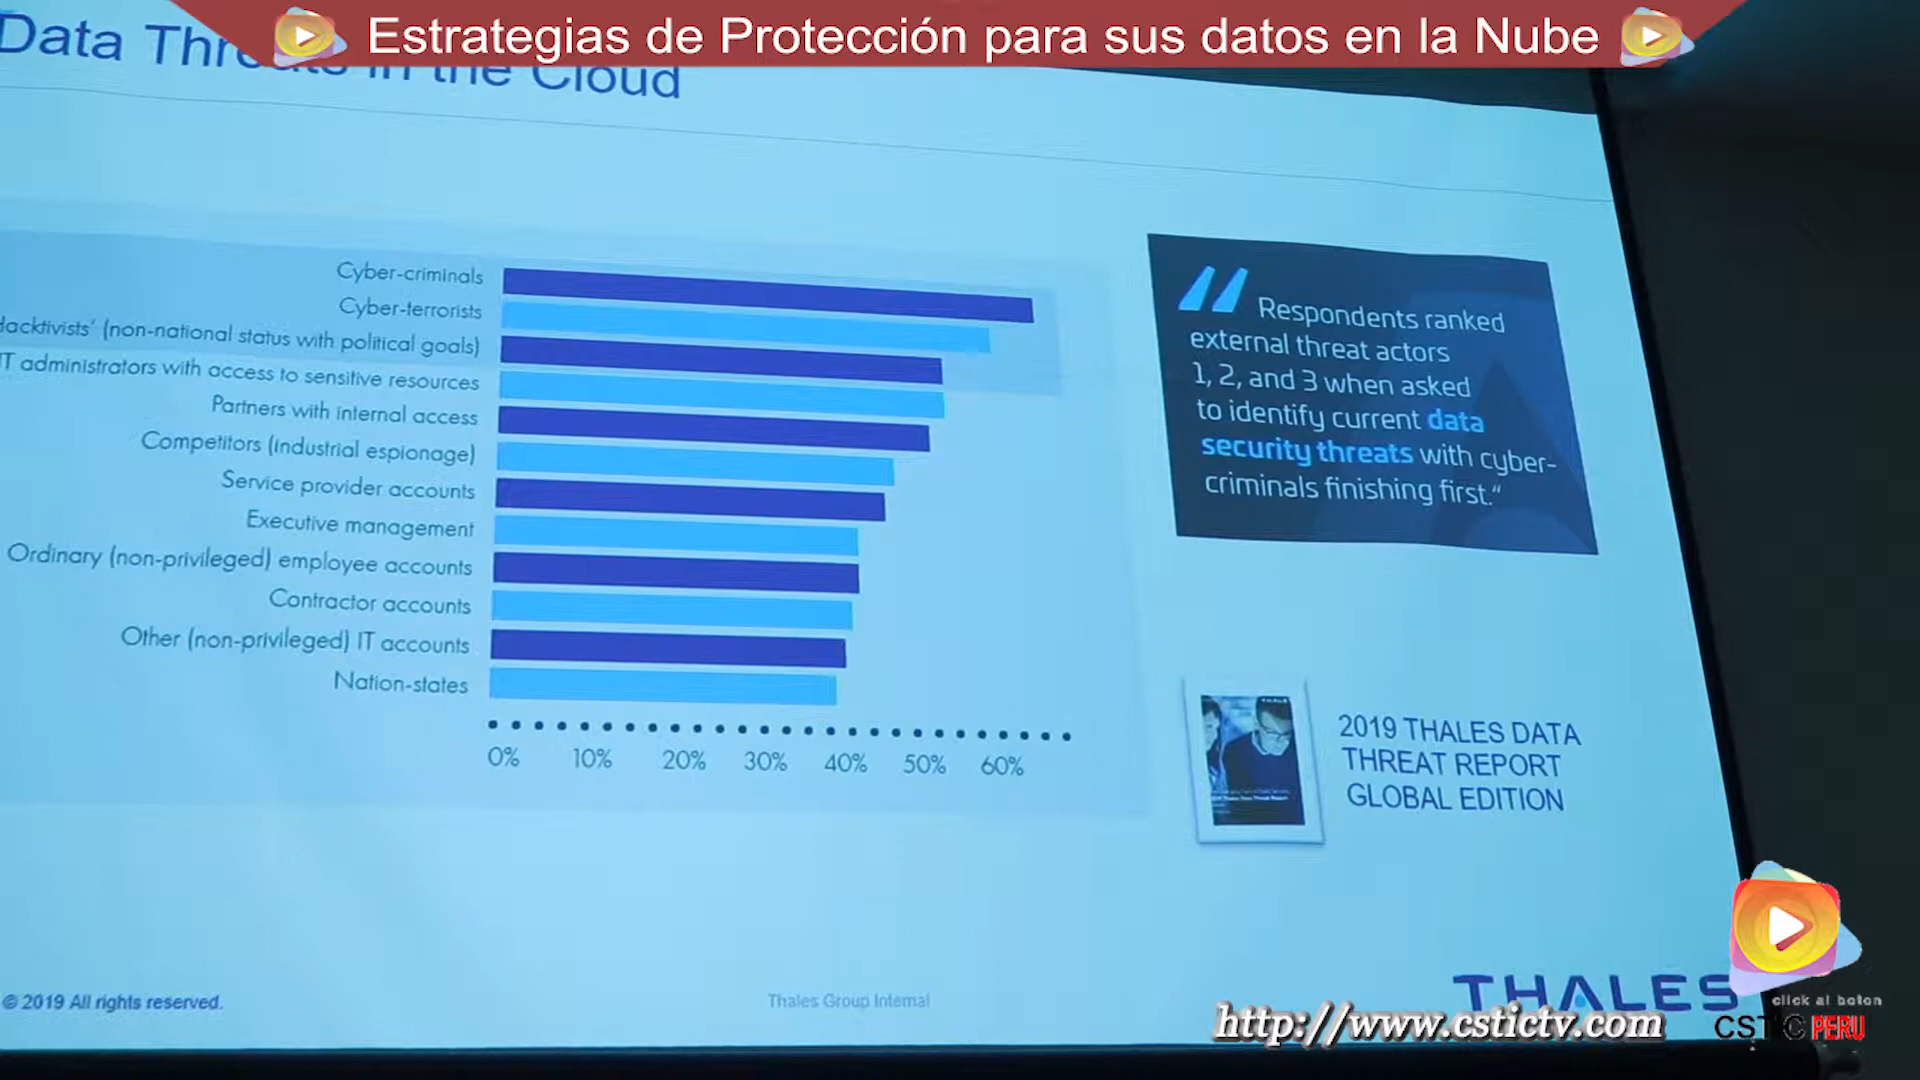 Estrategias de Protección para sus datos en la Nube
Data Threats in the Cloud
Cyber-criminals
Cyber-terrorists
(non-national status with political goals)
IT administrators with access to sensitive resources
Partners with internal access
Competitors (industrial espionage)
Service provider accounts
Executive management
Ordinary (non-privileged) employee accounts
Contractor accounts
Other (non-privileged) IT accounts
Nation-states
0% 10% 20% 30% 40% 50% 60%
Respondents ranked
external threat actors
1, 2, and 3 when asked
to identify current data
security threats with cyber-
criminals finishing first.“
2019 THALES DATA
THREAT REPORT
GLOBAL EDITION
© 2019 All rights reserved.
Thales Group Internal
THALES
http://www.cstictv.com
click al boton
CSTIC PERU